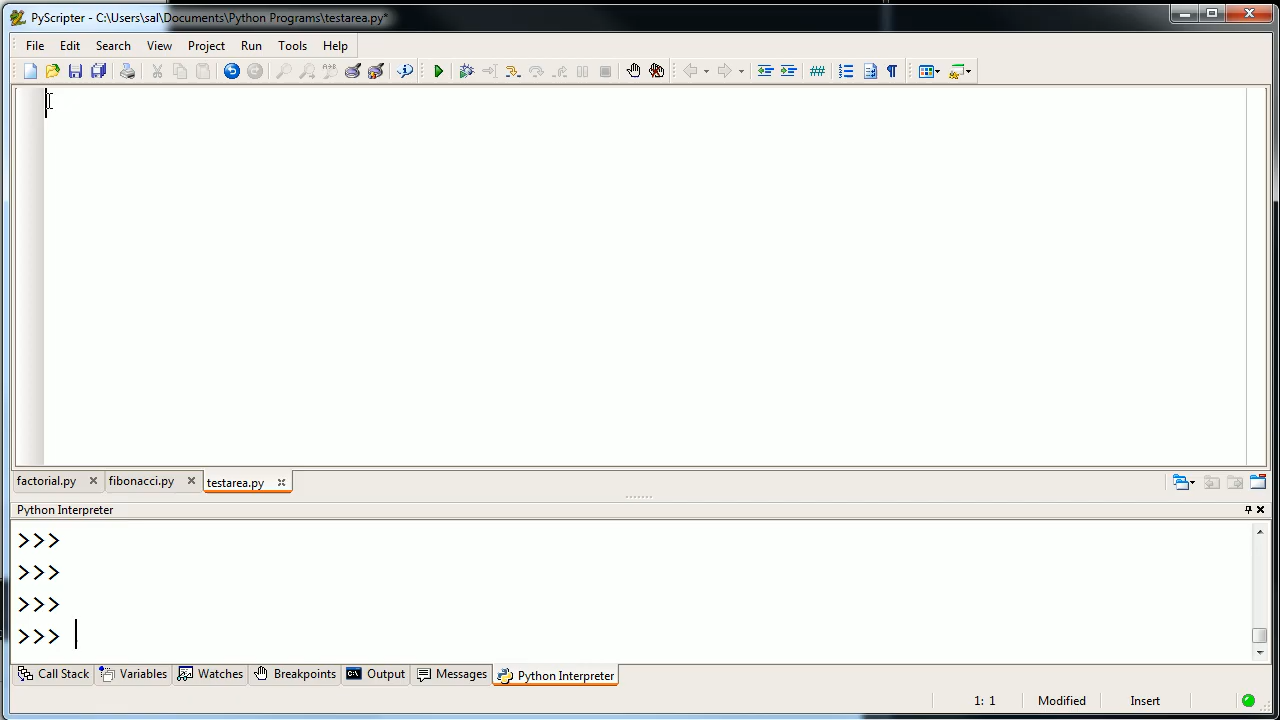 PyScripter - C:\Users\sal\Documents\Python Programs\testarea.py*
File Edit Search View Project Run Tools Help
factorial.py fibonacci.py testarea.py
Python Interpreter
>>>
>>>
>>>
>>>
Call Stack Variables Watches Breakpoints Output Messages Python Interpreter
1: 1 Modified Insert